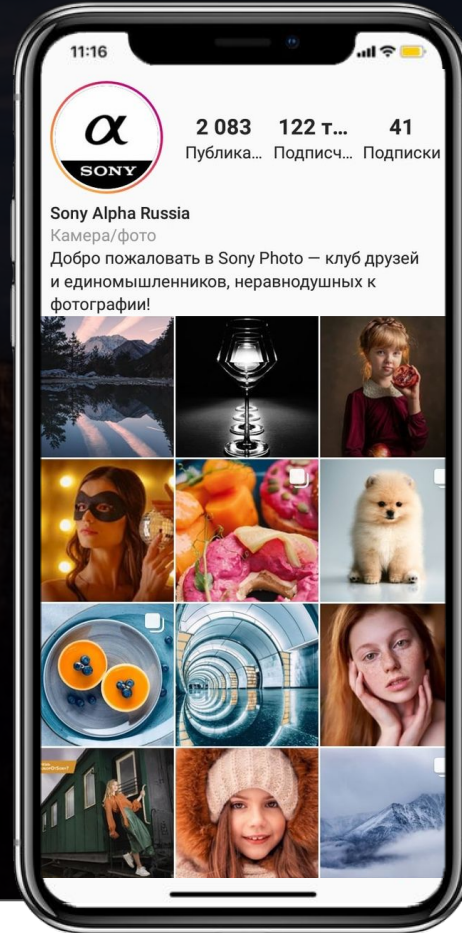 11:16
α
SONY
2 083 122 т... 41
Публика... Подписч... Подписки
Sony Alpha Russia
Камера/фото
Добро пожаловать в Sony Photo — клуб друзей
и единомышленников, неравнодушных к
фотографии!